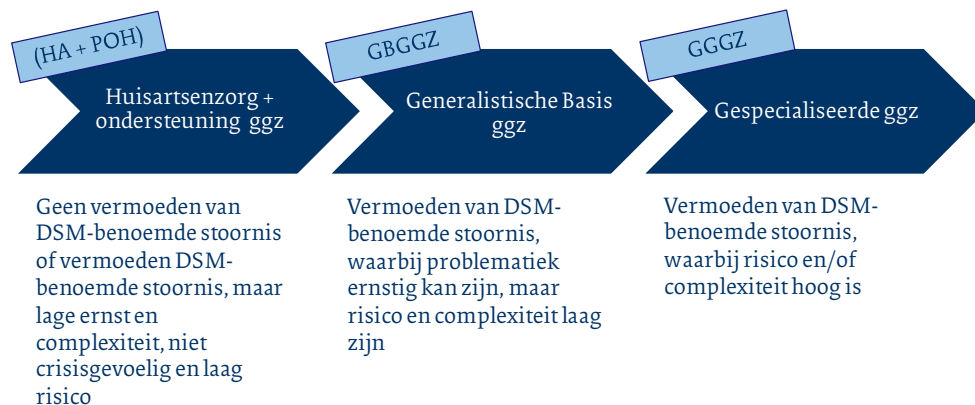 (HA + POH)
Huisartsenzorg +
ondersteuning ggz
Geen vermoeden van
DSM-benoemde stoornis
of vermoeden DSM-
benoemde stoornis, maar
lage ernst en
complexiteit, niet
crisisgevoelig en laag
risico
GBGGZ
Generalistische Basis
ggz
Vermoeden van DSM-
benoemde stoornis,
waarbij problematiek
ernstig kan zijn, maar
risico en complexiteit laag
zijn
GGGZ
Gespecialiseerde ggz
Vermoeden van DSM-
benoemde stoornis,
waarbij risico en/of
complexiteit hoog is